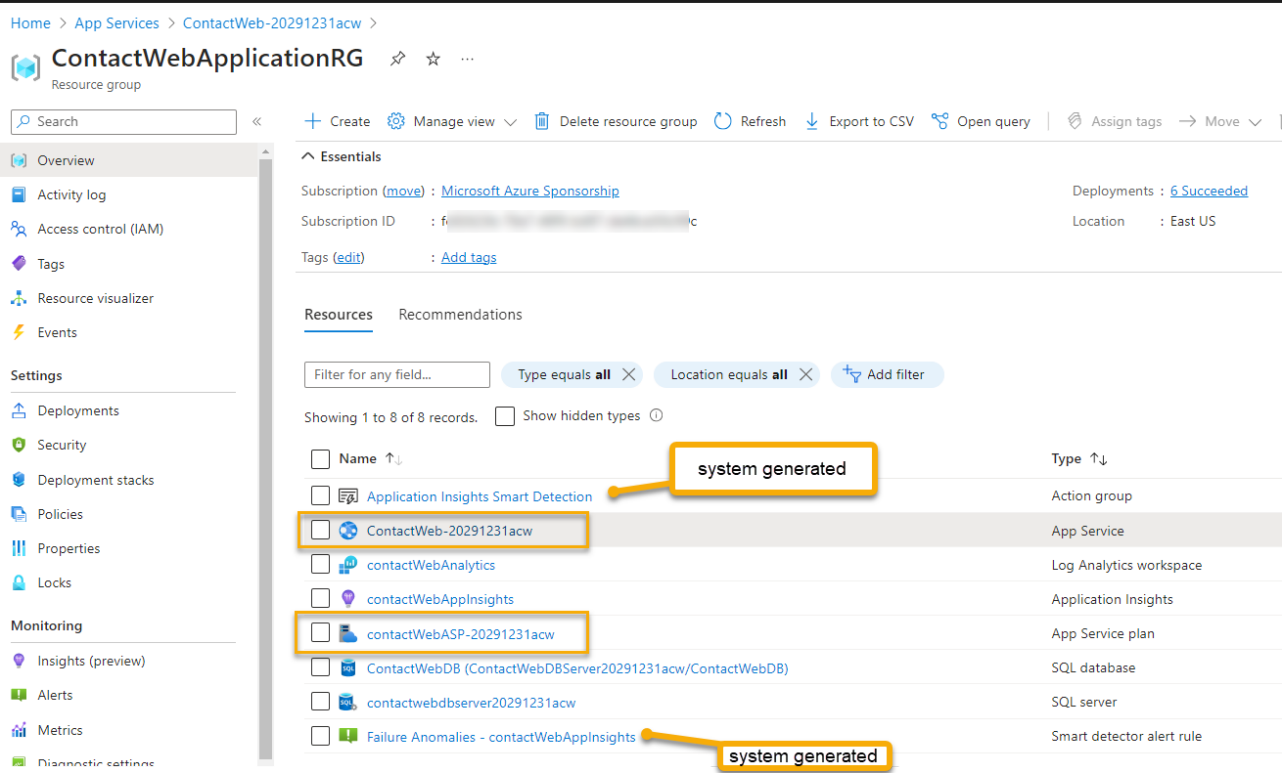 Home > App Services > ContactWeb-20291231acw >
ContactWebApplicationRG ...
Resource group
Search «
Create Manage view Delete resource group Refresh Export to CSV Open query Assign tags Move
Overview
Activity log
Access control (IAM)
Tags
Resource visualizer
Events
Settings
Deployments
Security
Deployment stacks
Policies
Properties
Locks
Monitoring
Insights (preview)
Alerts
Metrics
Diagnostic settings
Essentials
Subscription (move) : Microsoft Azure Sponsorship Deployments : 6 Succeeded
Subscription ID : Location : East US
Tags (edit) : Add tags
Resources Recommendations
Filter for any field... Type equals all Location equals all Add filter
Showing 1 to 8 of 8 records. Show hidden types
Name ↑↓ Type ↑↓
system generated
Application Insights Smart Detection Action group
ContactWeb-20291231acw App Service
contactWebAnalytics Log Analytics workspace
contactWebAppInsights Application Insights
contactWebASP-20291231acw App Service plan
ContactWebDB (ContactWebDBServer20291231acw/ContactWebDB) SQL database
contactwebdbserver20291231acw SQL server
Failure Anomalies - contactWebAppInsights Smart detector alert rule
system generated